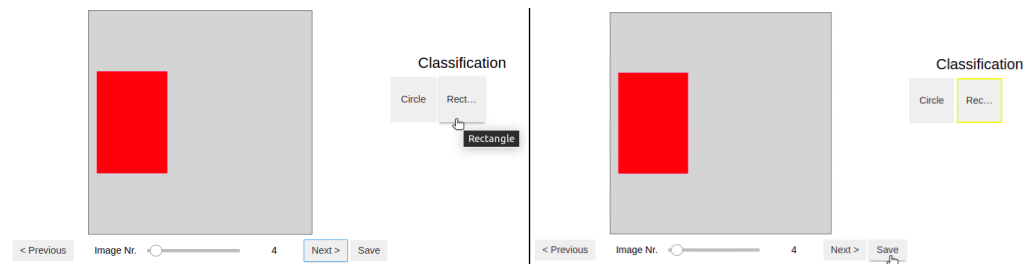 Classification
Circle Rect...
Rectangle
< Previous Image Nr. 4 Next > Save
Classification
Circle Rec...
< Previous Image Nr. 4 Next > Save